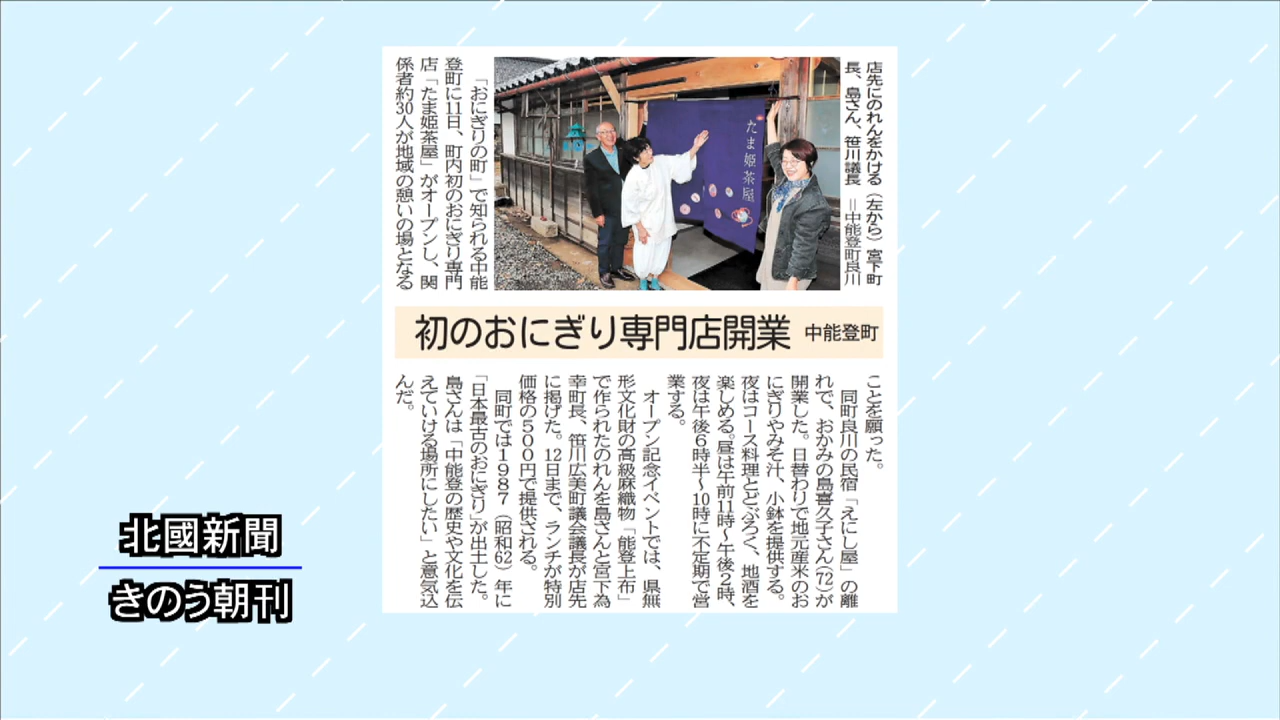 店先にのれんをかける（左から）宮下町
長、島さん、笹川議長 ＝中能登町良川
たま姫茶屋
「おにぎりの町」で知られる中能
登町に11日、町内初のおにぎり専門
店「たま姫茶屋」がオープンし、関
係者約30人が地域の憩いの場となる
初のおにぎり専門店開業 中能登町
ことを願った。
同町良川の民宿「えにし屋」の離
れで、おかみの島喜久子さん(72)が
開業した。日替わりで地元産米のお
にぎりやみそ汁、小鉢を提供する。
夜はコース料理とどぶろく、地酒を
楽しめる。昼は午前11時～午後2時、
夜は午後6時半～10時に不定期で営
業する。
オープン記念イベントでは、県無
形文化財の高級麻織物「能登上布」
で作られたのれんを島さんと宮下為
幸町長、笹川広美町議会議長が店先
に掲げた。12日まで、ランチが特別
価格の500円で提供される。
同町では1987（昭和62）年に
「日本最古のおにぎり」が出土した。
島さんは「中能登の歴史や文化を伝
えていける場所にしたい」と意気込
んだ。
北國新聞
きのう朝刊